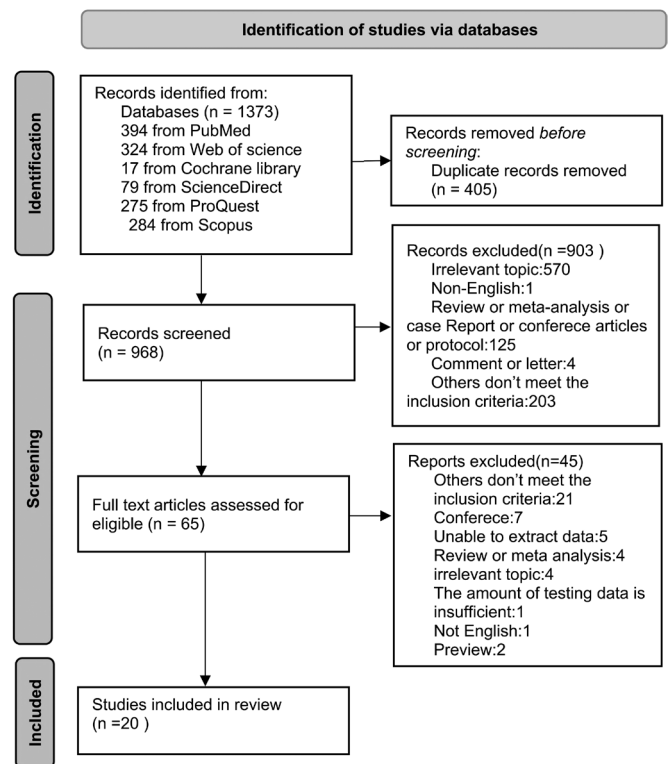 Identification of studies via databases
Identification
Records identified from:
Databases (n = 1373)
394 from PubMed
324 from Web of science
17 from Cochrane library
79 from ScienceDirect
275 from ProQuest
284 from Scopus
Records removed before
screening:
Duplicate records removed
(n = 405)
Screening
Records screened
(n = 968)
Records excluded(n =903 )
Irrelevant topic:570
Non-English:1
Review or meta-analysis or
case Report or conferece articles
or protocol:125
Comment or letter:4
Others don't meet the
inclusion criteria:203
Full text articles assessed for
eligible (n = 65)
Reports excluded(n=45)
Others don't meet the
inclusion criteria:21
Conferece:7
Unable to extract data:5
Review or meta analysis:4
irrelevant topic:4
The amount of testing data is
insufficient:1
Not English:1
Preview:2
Included
Studies included in review
(n =20 )